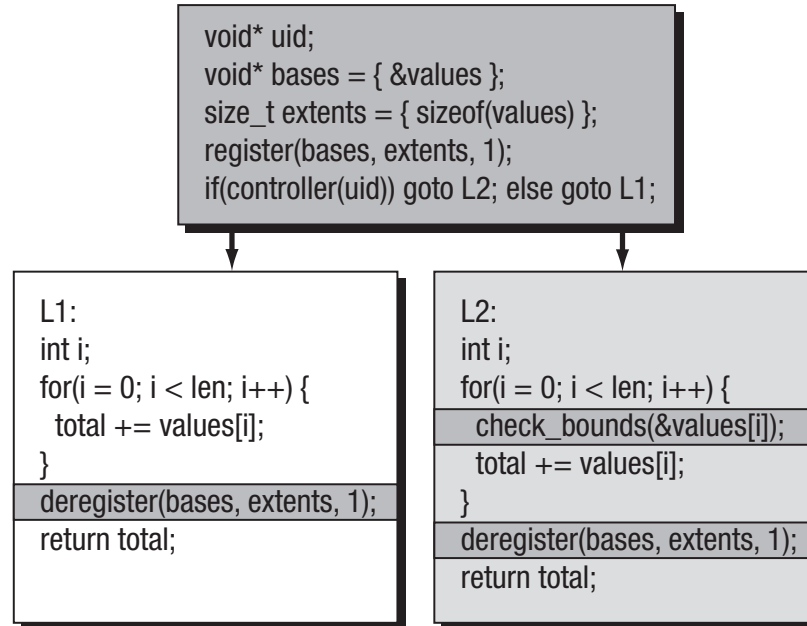 void* uid;
void* bases = { &values };
size_t extents = { sizeof(values) };
register(bases, extents, 1);
if(controller(uid)) goto L2; else goto L1;
L1:
int i;
for(i = 0; i < len; i++) {
total += values[i];
}
deregister(bases, extents, 1);
return total;
L2:
int i;
for(i = 0; i < len; i++) {
check_bounds(&values[i]);
total += values[i];
}
deregister(bases, extents, 1);
return total;